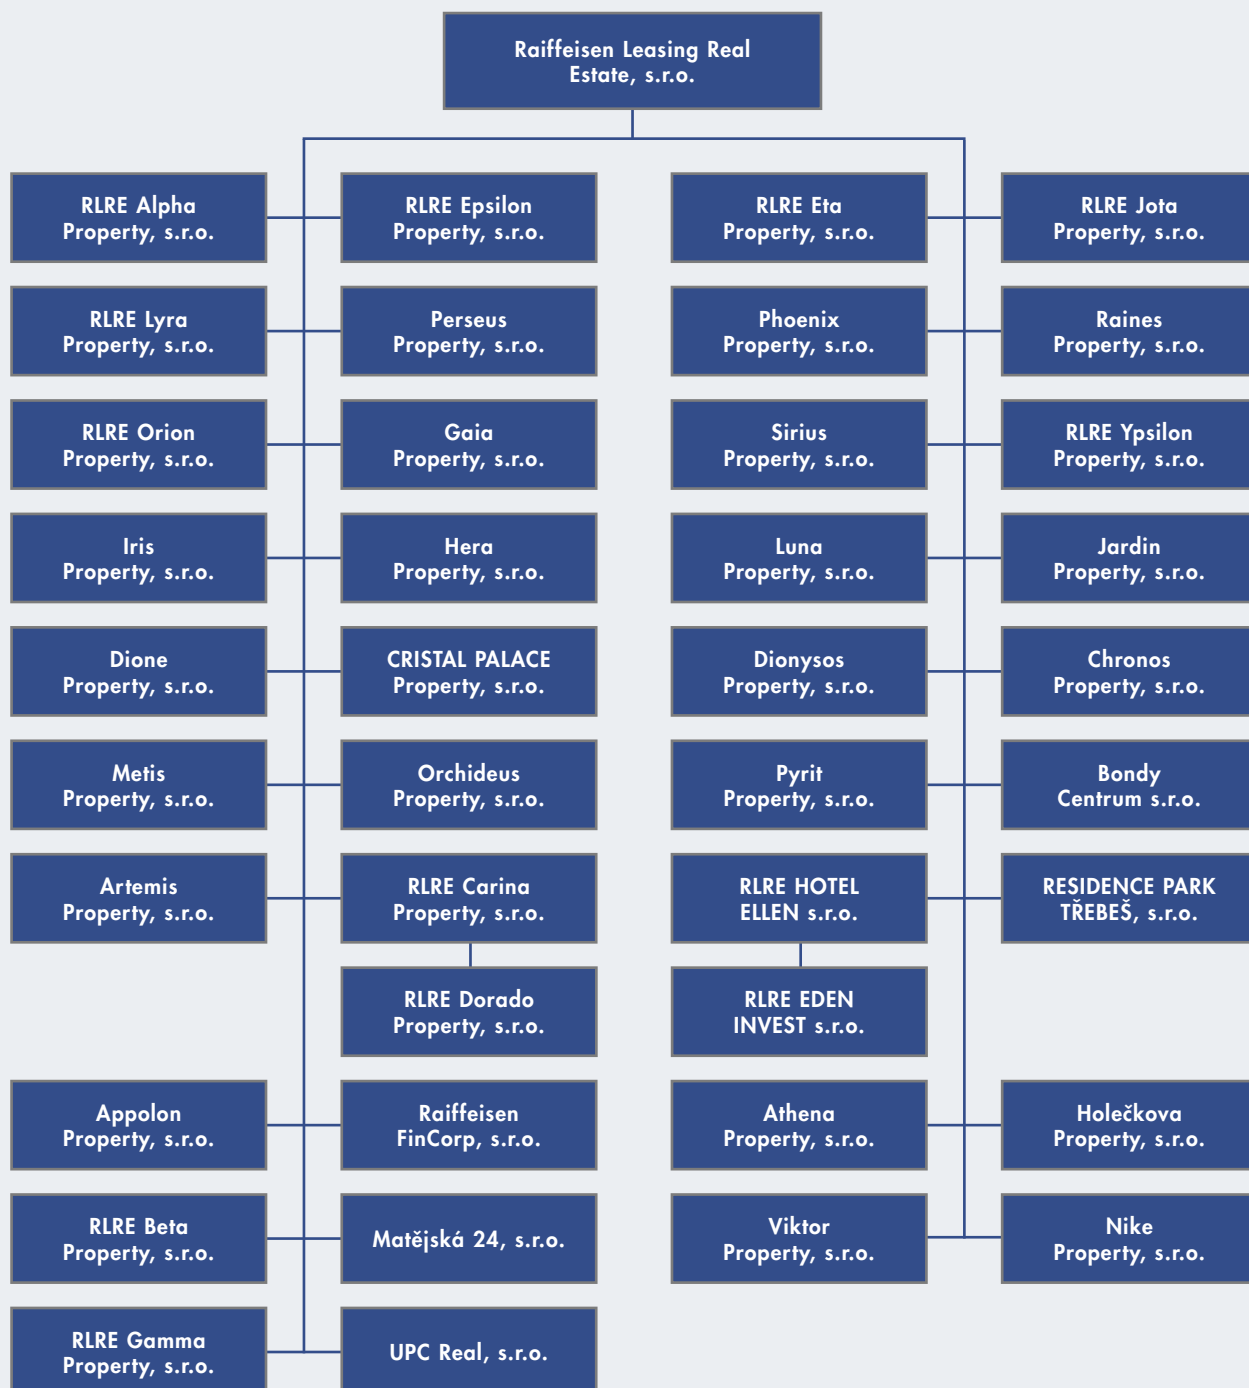 Raiffeisen Leasing Real
Estate, s.r.o.
RLRE Alpha
Property, s.r.o.
RLRE Epsilon
Property, s.r.o.
RLRE Eta
Property, s.r.o.
RLRE Jota
Property, s.r.o.
RLRE Lyra
Property, s.r.o.
Perseus
Property, s.r.o.
Phoenix
Property, s.r.o.
Raines
Property, s.r.o.
RLRE Orion
Property, s.r.o.
Gaia
Property, s.r.o.
Sirius
Property, s.r.o.
RLRE Ypsilon
Property, s.r.o.
Iris
Property, s.r.o.
Hera
Property, s.r.o.
Luna
Property, s.r.o.
Jardin
Property, s.r.o.
Dione
Property, s.r.o.
CRISTAL PALACE
Property, s.r.o.
Dionysos
Property, s.r.o.
Chronos
Property, s.r.o.
Metis
Property, s.r.o.
Orchideus
Property, s.r.o.
Pyrit
Property, s.r.o.
Bondy
Centrum s.r.o.
Artemis
Property, s.r.o.
RLRE Carina
Property, s.r.o.
RLRE HOTEL
ELLEN s.r.o.
RESIDENCE PARK
TŘEBEŠ, s.r.o.
RLRE Dorado
Property, s.r.o.
RLRE EDEN
INVEST s.r.o.
Appolon
Property, s.r.o.
Raiffeisen
FinCorp, s.r.o.
Athena
Property, s.r.o.
Holečkova
Property, s.r.o.
RLRE Beta
Property, s.r.o.
Matějská 24, s.r.o.
Viktor
Property, s.r.o.
Nike
Property, s.r.o.
RLRE Gamma
Property, s.r.o.
UPC Real, s.r.o.